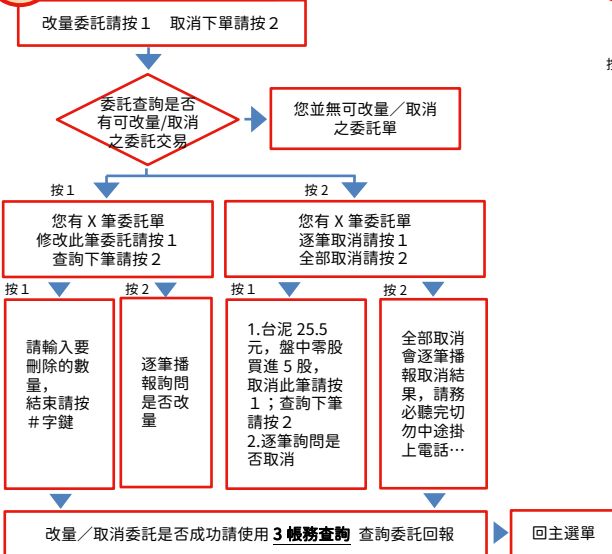 改量委託請按１　取消下單請按２
委託查詢是否
有可改量/取消
之委託交易
您並無可改量／取消
之委託單
按１
按２
您有 X 筆委託單
修改此筆委託請按１
查詢下筆請按２
您有 X 筆委託單
逐筆取消請按１
全部取消請按２
按１
按２
按１
按２
請輸入要
刪除的數
量，
結束請按
＃字鍵
逐筆播
報詢問
是否改
量
1.台泥 25.5
元，盤中零股
買進 5 股，
取消此筆請按
１；查詢下筆
請按２
2.逐筆詢問是
否取消
全部取消
會逐筆播
報取消結
果，請務
必聽完切
勿中途掛
上電話…
改量／取消委託是否成功請使用 3 帳務查詢 查詢委託回報
回主選單